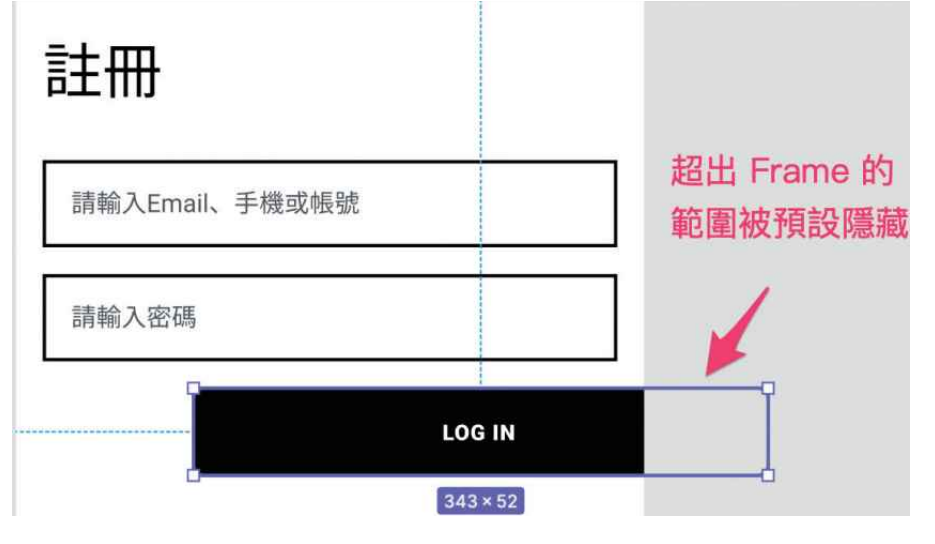 註冊
請輸入Email、手機或帳號
請輸入密碼
超出 Frame 的
範圍被預設隱藏
LOG IN
343 × 52